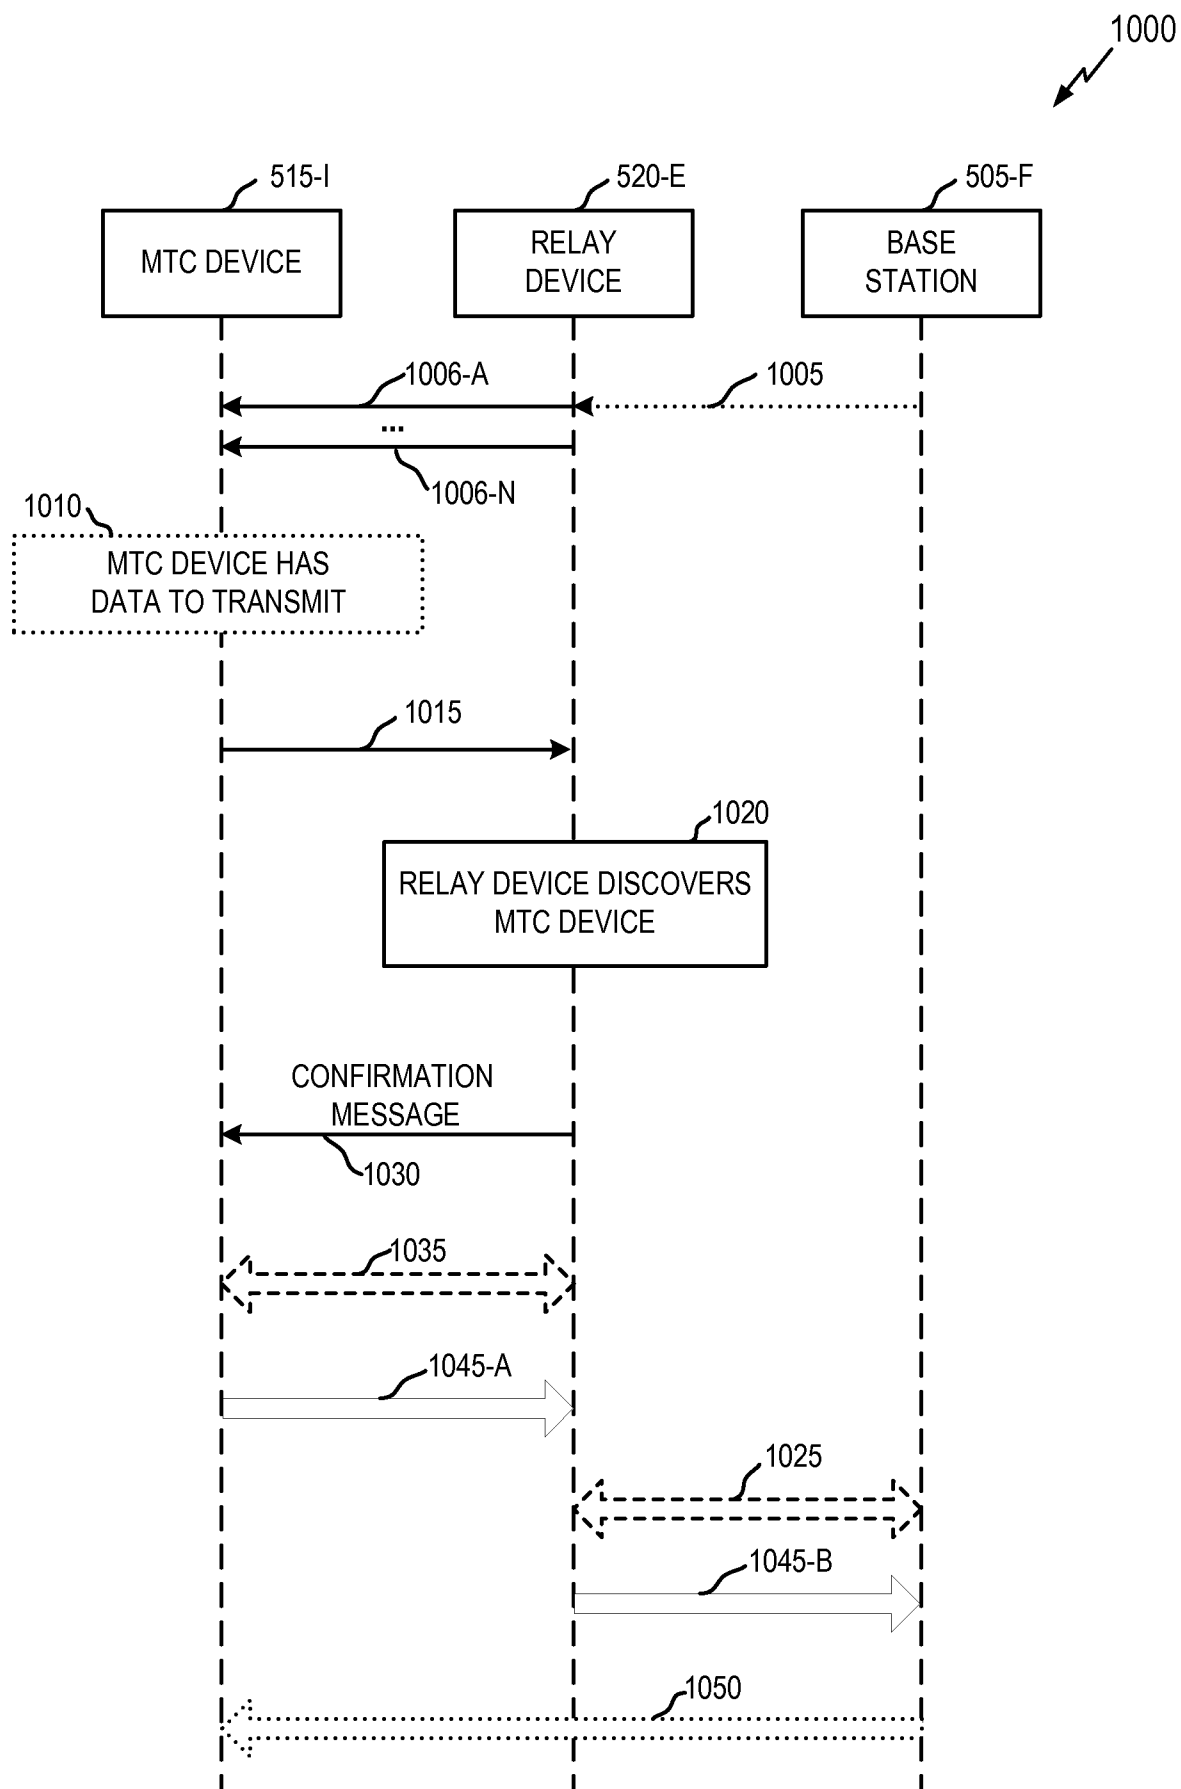 1000
515-I
520-E
505-F
MTC DEVICE
RELAY
DEVICE
BASE
STATION
1006-A
1005
...
1006-N
1010
MTC DEVICE HAS
DATA TO TRANSMIT
1015
1020
RELAY DEVICE DISCOVERS
MTC DEVICE
CONFIRMATION
MESSAGE
1030
1035
1045-A
1025
1045-B
1050